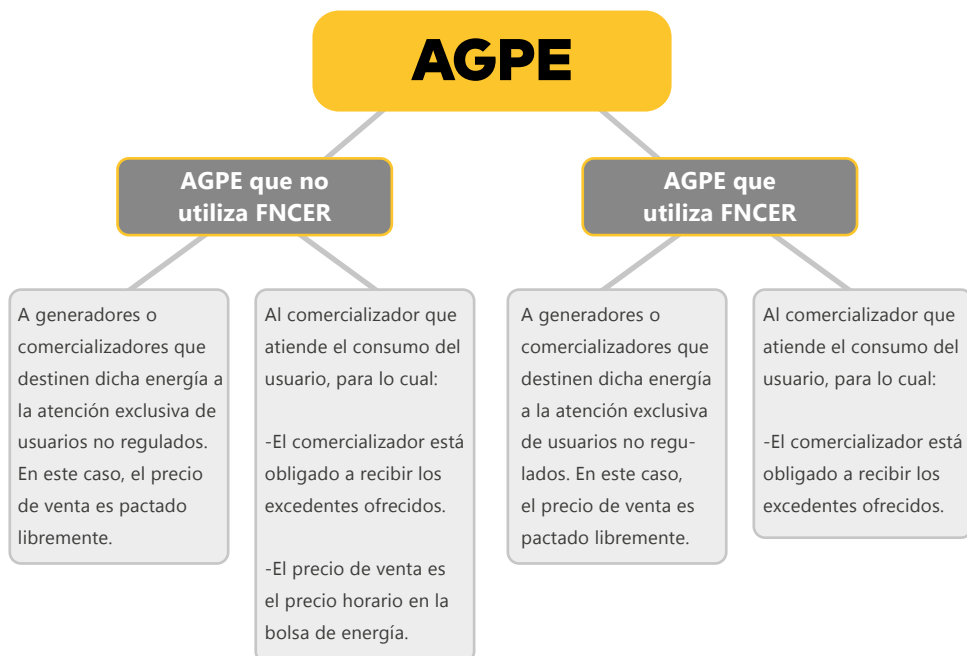 AGPE
AGPE que no
utiliza FNCER
AGPE que
utiliza FNCER
A generadores o
comercializadores que
destinen dicha energía a
la atención exclusiva de
usuarios no regulados.
En este caso, el precio
de venta es pactado
libremente.
Al comercializador que
atiende el consumo del
usuario, para lo cual:
-El comercializador está
obligado a recibir los
excedentes ofrecidos.
-El precio de venta es
el precio horario en la
bolsa de energía.
A generadores o
comercializadores que
destinen dicha energía
a la atención exclusiva
de usuarios no regu-
lados. En este caso,
el precio de venta es
pactado libremente.
Al comercializador que
atiende el consumo del
usuario, para lo cual:
-El comercializador está
obligado a recibir los
excedentes ofrecidos.